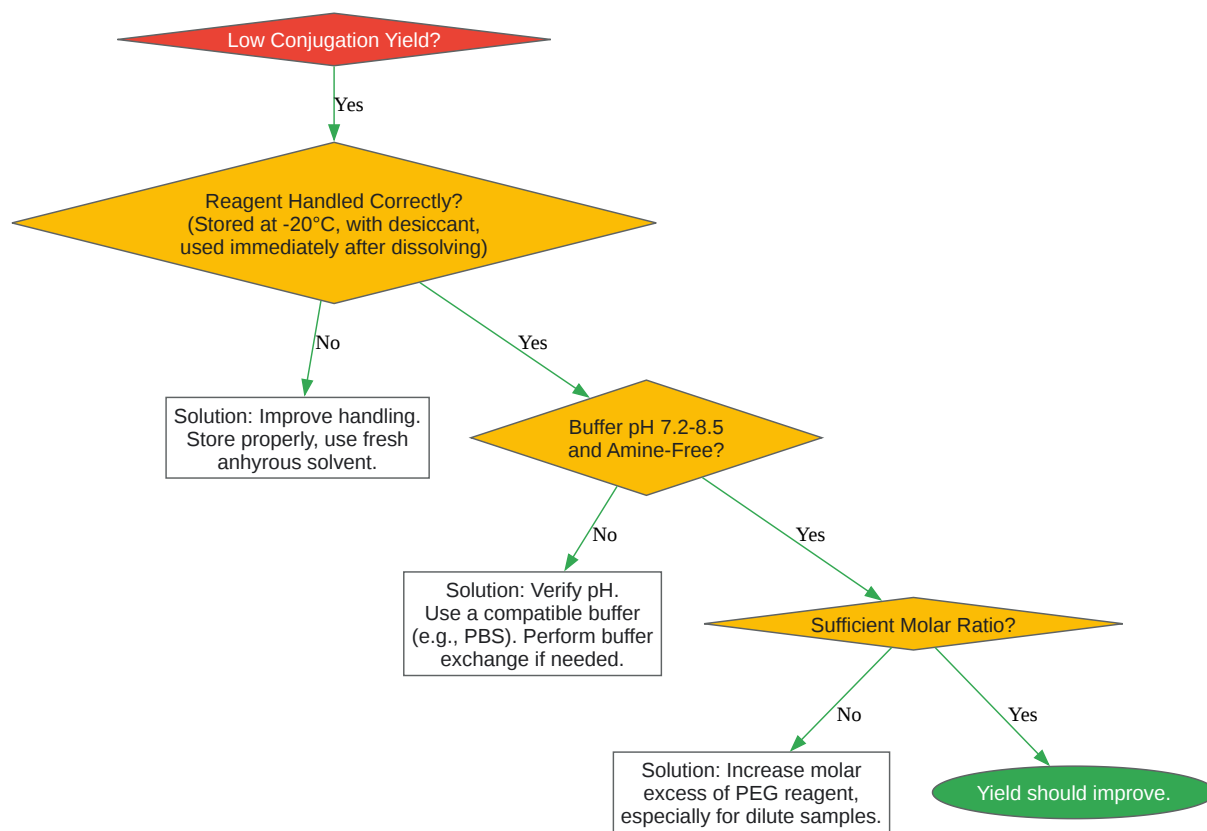 Low Conjugation Yield?
Yes
Reagent Handled Correctly?
(Stored at -20°C, with desiccant,
used immediately after dissolving)
No
Yes
Solution: Improve handling.
Store properly, use fresh
anhyrous solvent.
Buffer pH 7.2-8.5
and Amine-Free?
No
Yes
Solution: Verify pH.
Use a compatible buffer
(e.g., PBS). Perform buffer
exchange if needed.
Sufficient Molar Ratio?
No
Yes
Solution: Increase molar
excess of PEG reagent,
especially for dilute samples.
Yield should improve.